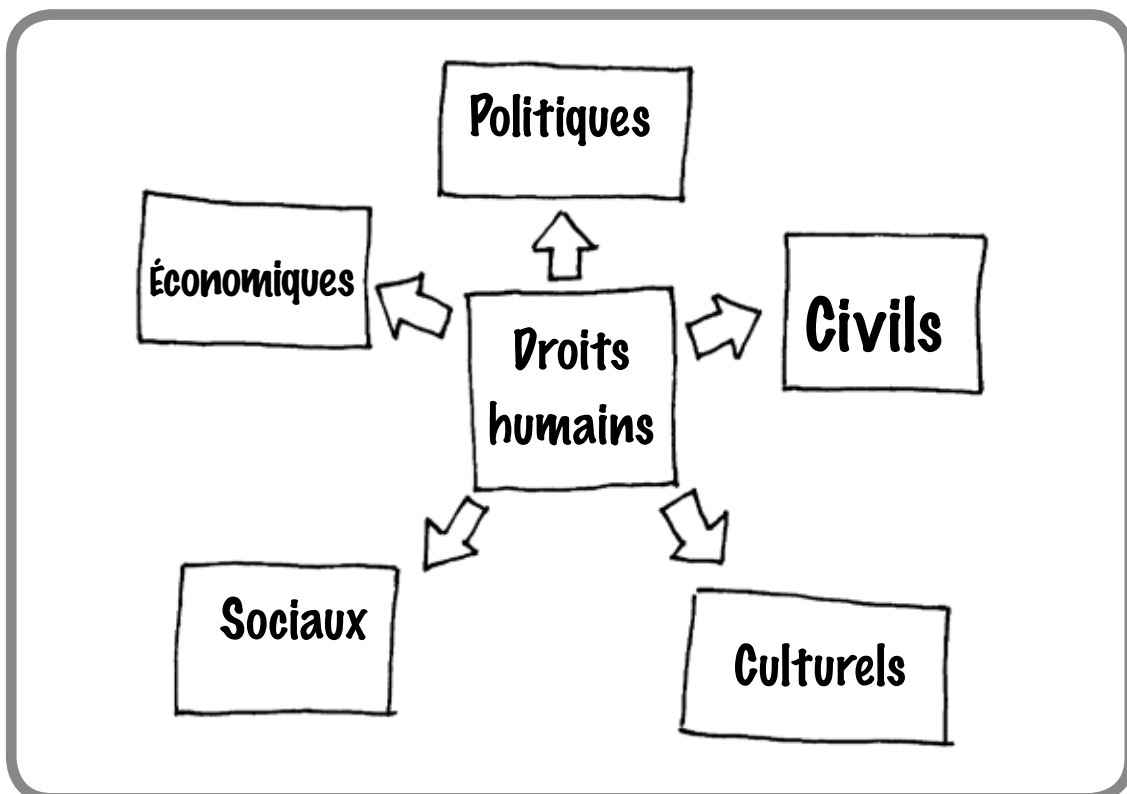 Politiques
Économiques
Civils
Droits
humains
Sociaux
Culturels